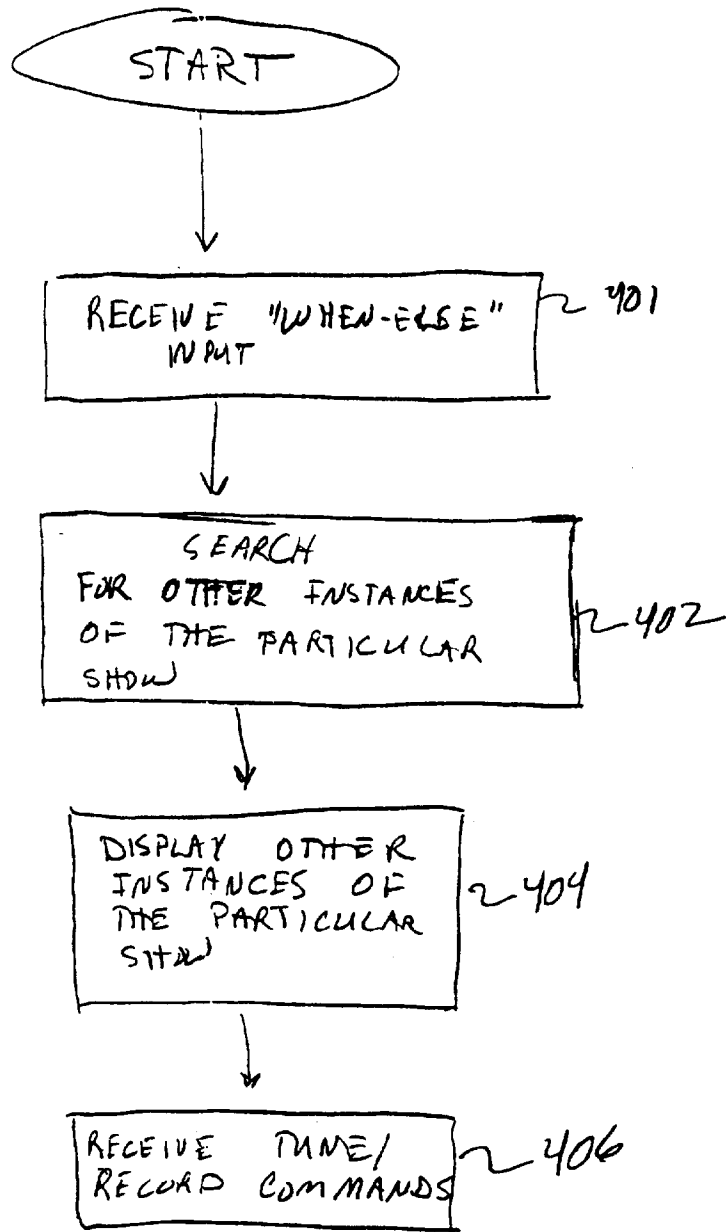 START
RECEIVE "WHEN-ELSE"
INPUT
401
SEARCH
FOR OTHER INSTANCES
OF THE PARTICULAR
SHOW
402
DISPLAY OTHER
INSTANCES OF
THE PARTICULAR
SHOW
404
RECEIVE TUNE/
RECORD COMMANDS
406